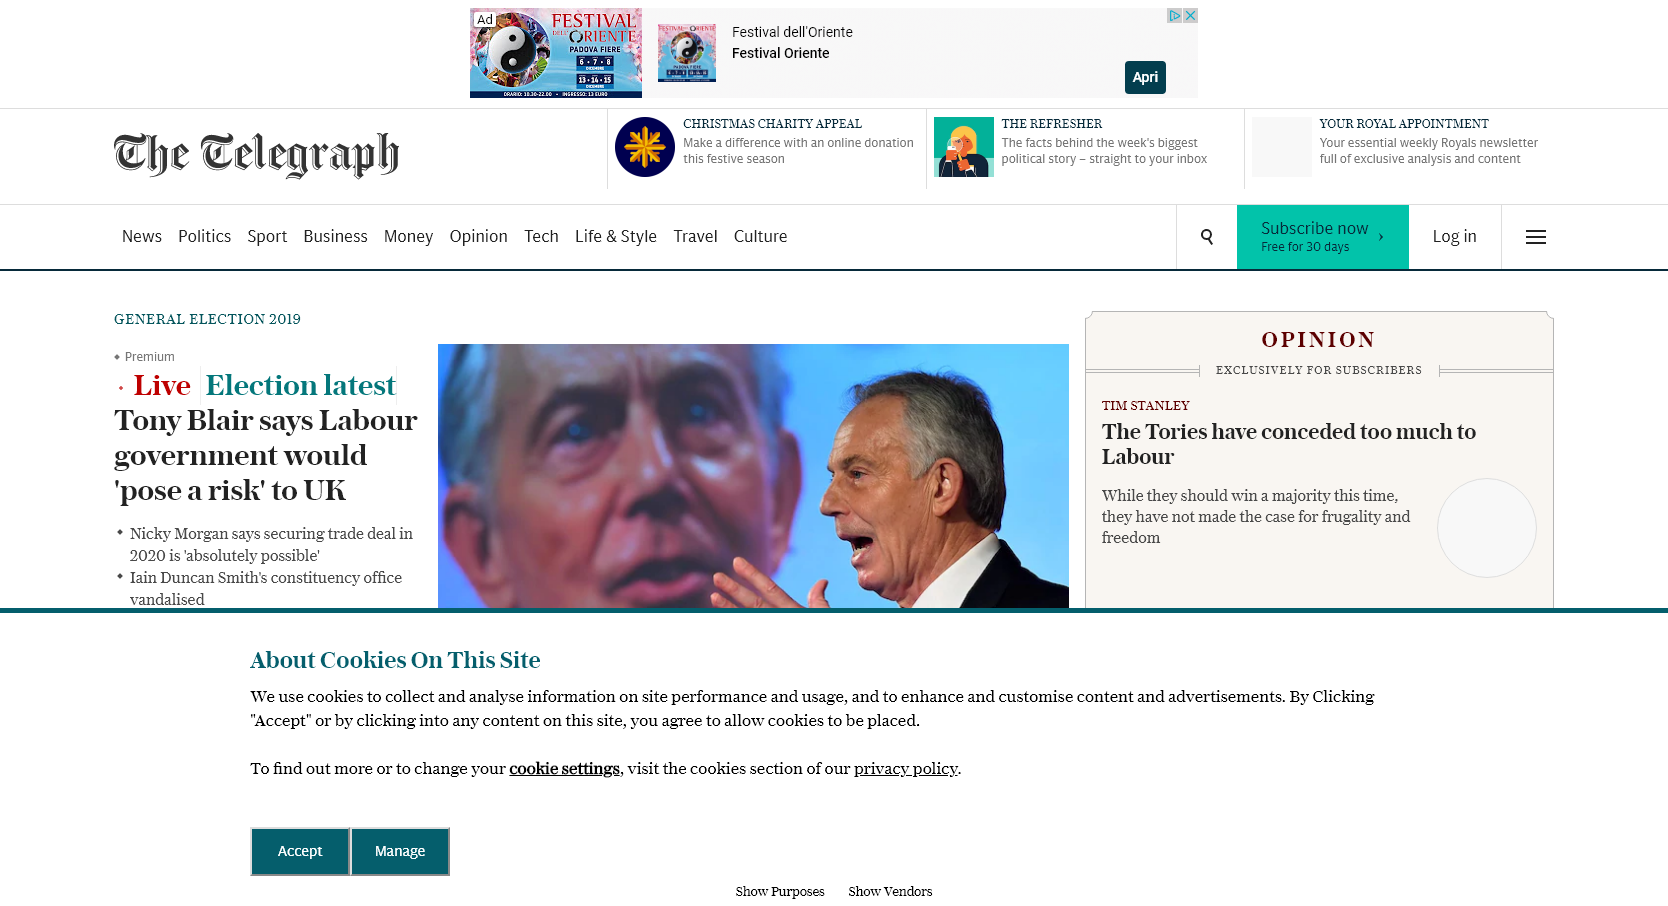 Ad
FESTIVAL
DELL'ORIENTE
PADOVA FIERE
6 • 7 • 8
DICEMBRE
13 • 14 • 15
DICEMBRE
ORARIO: 10.30-22.00 • INGRESSO: 13 EURO
Festival dell'Oriente
Festival Oriente
Apri
The Telegraph
CHRISTMAS CHARITY APPEAL
Make a difference with an online donation
this festive season
THE REFRESHER
The facts behind the week's biggest
political story – straight to your inbox
YOUR ROYAL APPOINTMENT
Your essential weekly Royals newsletter
full of exclusive analysis and content
News Politics Sport Business Money Opinion Tech Life & Style Travel Culture
Subscribe now ›
Free for 30 days
Log in
GENERAL ELECTION 2019
Premium
Live Election latest
Tony Blair says Labour
government would
'pose a risk' to UK
Nicky Morgan says securing trade deal in
2020 is 'absolutely possible'
Iain Duncan Smith's constituency office
vandalised
OPINION
EXCLUSIVELY FOR SUBSCRIBERS
TIM STANLEY
The Tories have conceded too much to
Labour
While they should win a majority this time,
they have not made the case for frugality and
freedom
About Cookies On This Site
We use cookies to collect and analyse information on site performance and usage, and to enhance and customise content and advertisements. By Clicking
"Accept" or by clicking into any content on this site, you agree to allow cookies to be placed.
To find out more or to change your cookie settings, visit the cookies section of our privacy policy.
Accept Manage
Show Purposes Show Vendors